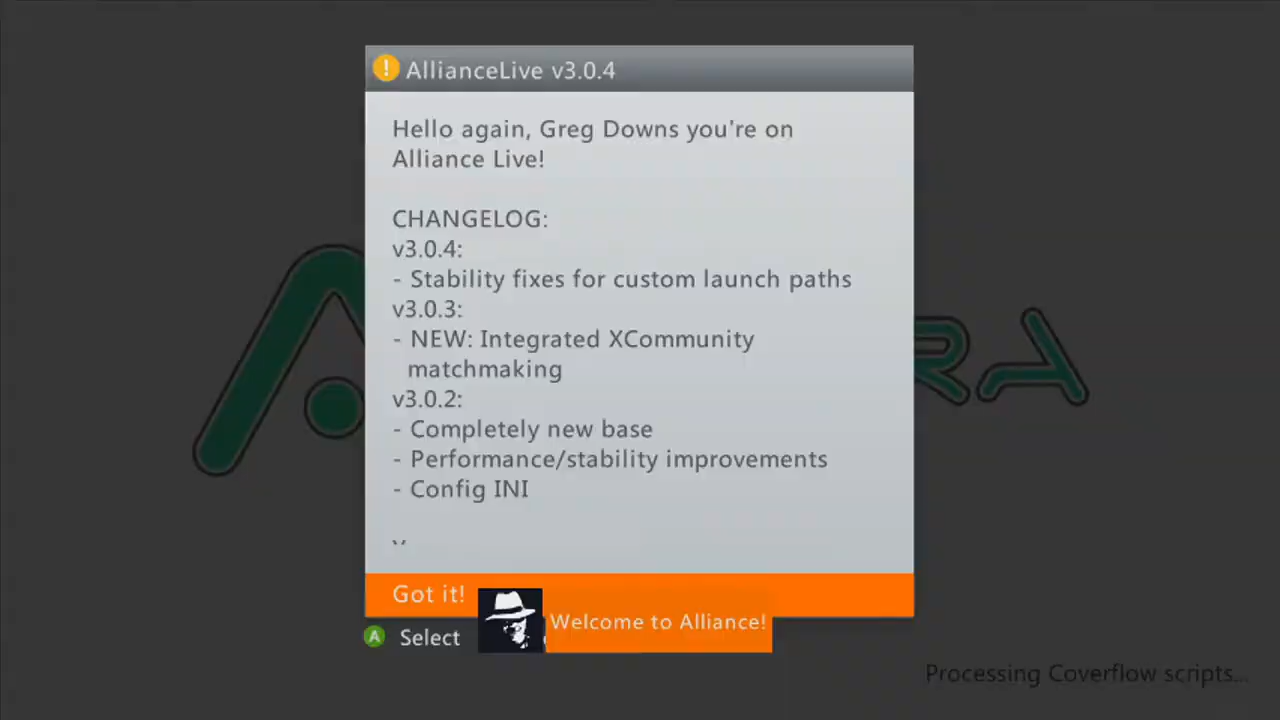 AllianceLive v3.0.4
Hello again, Greg Downs you're on
Alliance Live!
CHANGELOG:
v3.0.4:
- Stability fixes for custom launch paths
v3.0.3:
- NEW: Integrated XCommunity
matchmaking
v3.0.2:
- Completely new base
- Performance/stability improvements
- Config INI
Got it!
Welcome to Alliance!
Select
Processing Coverflow scripts...